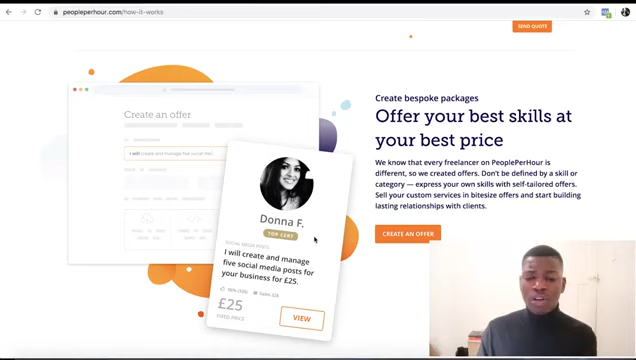 peopleperhour.com/how-it-works
SEND QUOTE
Create an offer
I will create and manage five social me
Create bespoke packages
Offer your best skills at
your best price
We know that every freelancer on PeoplePerHour is
different, so we created offers. Don't be defined by a skill or
category — express your own skills with self-tailored offers.
Sell your custom services in bitesize offers and start building
lasting relationships with clients.
CREATE AN OFFER
Donna F.
TOP CERT
SOCIAL MEDIA POSTS
I will create and manage
five social media posts for
your business for £25.
£25
FIXED PRICE
VIEW